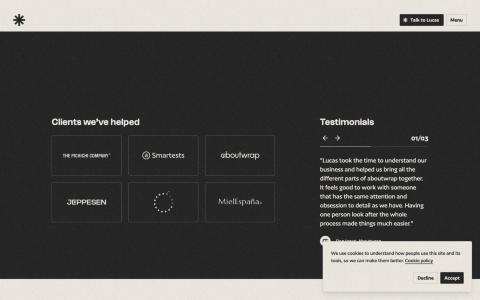 Talk to Lucas
Menu
Clients we've helped
THE PICHICHI COMPANY
Smartests
aboutwrap
JEPPESEN
MielEspaña
Testimonials
01/03
"Lucas took the time to understand our
business and helped us bring all the
different parts of aboutwrap together.
It feels good to work with someone
that has the same attention and
obsession to detail as we have. Having
one person look after the whole
process made things much easier."
We use cookies to understand how people use this site and its
tools, so we can make them better. Cookie policy
Decline
Accept